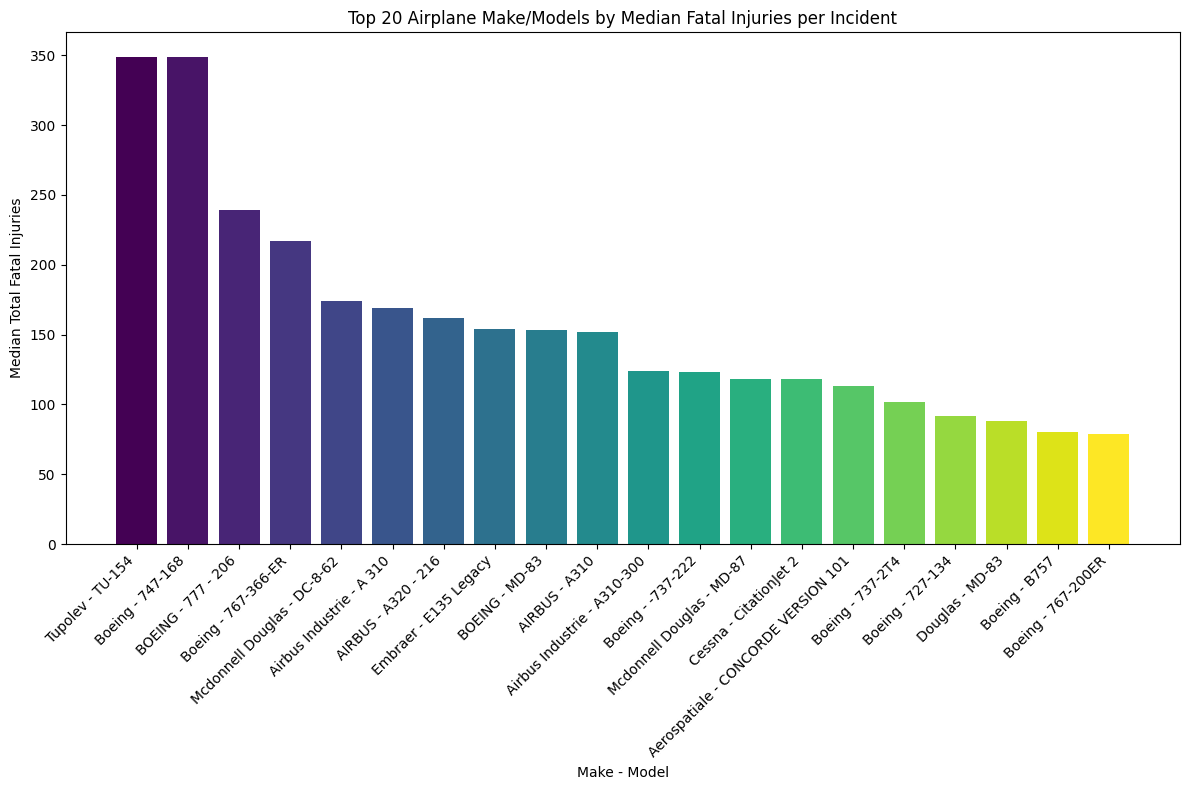 Top 20 Airplane Make/Models by Median Fatal Injuries per Incident
Median Total Fatal Injuries
350
300
250
200
150
100
50
0
Tupolev - TU-154
Boeing - 747-168
BOEING - 777 - 206
Boeing - 767-366-ER
Mcdonnell Douglas - DC-8-62
Airbus Industrie - A 310
AIRBUS - A320 - 216
Embraer - E135 Legacy
BOEING - MD-83
AIRBUS - A310
Airbus Industrie - A310-300
Boeing - -737-222
Mcdonnell Douglas - MD-87
Cessna - CitationJet 2
Aerospatiale - CONCORDE VERSION 101
Boeing - 737-2T4
Boeing - 727-134
Douglas - MD-83
Boeing - B757
Boeing - 767-200ER
Make - Model